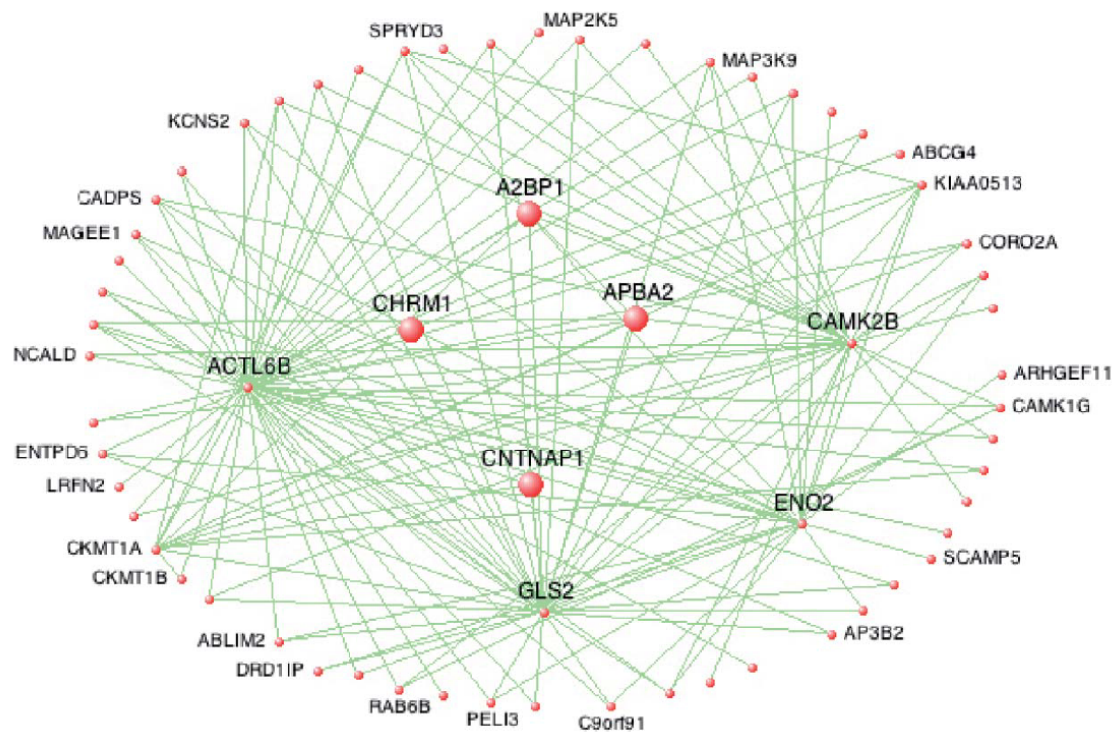 MAP2K5
SPRYD3
MAP3K9
KCNS2
ABCG4
A2BP1
KIAA0513
CADPS
MAGEE1
CORO2A
CHRM1
APBA2
CAMK2B
NCALD
ACTL6B
ARHGEF11
CAMK1G
ENTPD6
CNTNAP1
LRFN2
ENO2
CKMT1A
SCAMP5
CKMT1B
GLS2
ABLIM2
AP3B2
DRD1IP
RAB6B
PELI3
C9orf91